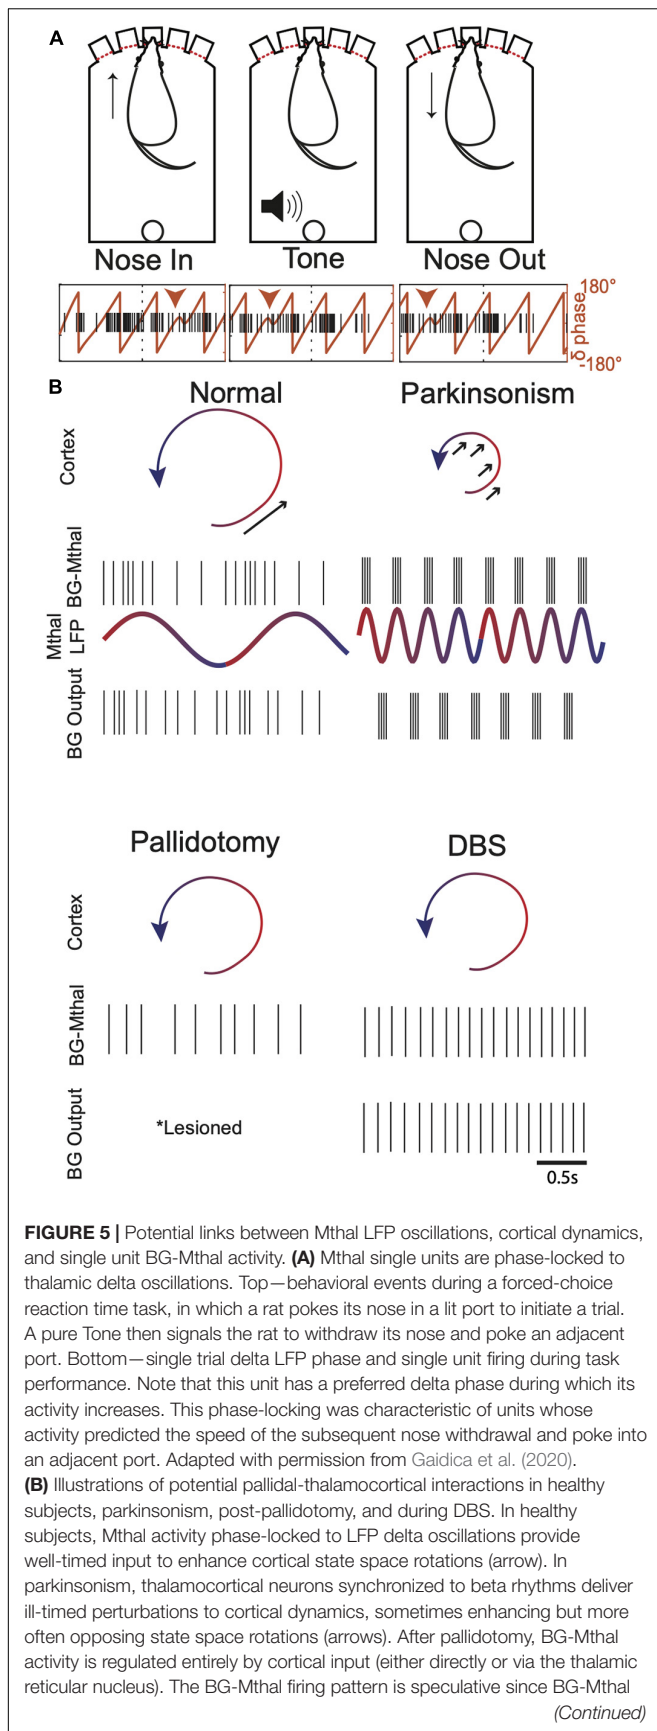 A
Nose In
Tone
Nose Out
180°
δ phase
-180°
B
Normal
Parkinsonism
Cortex
BG-Mthal
Mthal
LFP
BG Output
Pallidotomy
DBS
Cortex
BG-Mthal
BG Output
*Lesioned
0.5s
FIGURE 5 | Potential links between Mthal LFP oscillations, cortical dynamics,
and single unit BG-Mthal activity. (A) Mthal single units are phase-locked to
thalamic delta oscillations. Top—behavioral events during a forced-choice
reaction time task, in which a rat pokes its nose in a lit port to initiate a trial.
A pure Tone then signals the rat to withdraw its nose and poke an adjacent
port. Bottom—single trial delta LFP phase and single unit firing during task
performance. Note that this unit has a preferred delta phase during which its
activity increases. This phase-locking was characteristic of units whose
activity predicted the speed of the subsequent nose withdrawal and poke into
an adjacent port. Adapted with permission from Gaidica et al. (2020).
(B) Illustrations of potential pallidal-thalamocortical interactions in healthy
subjects, parkinsonism, post-pallidotomy, and during DBS. In healthy
subjects, Mthal activity phase-locked to LFP delta oscillations provide
well-timed input to enhance cortical state space rotations (arrow). In
parkinsonism, thalamocortical neurons synchronized to beta rhythms deliver
ill-timed perturbations to cortical dynamics, sometimes enhancing but more
often opposing state space rotations (arrows). After pallidotomy, BG-Mthal
activity is regulated entirely by cortical input (either directly or via the thalamic
reticular nucleus). The BG-Mthal firing pattern is speculative since BG-Mthal
(Continued)